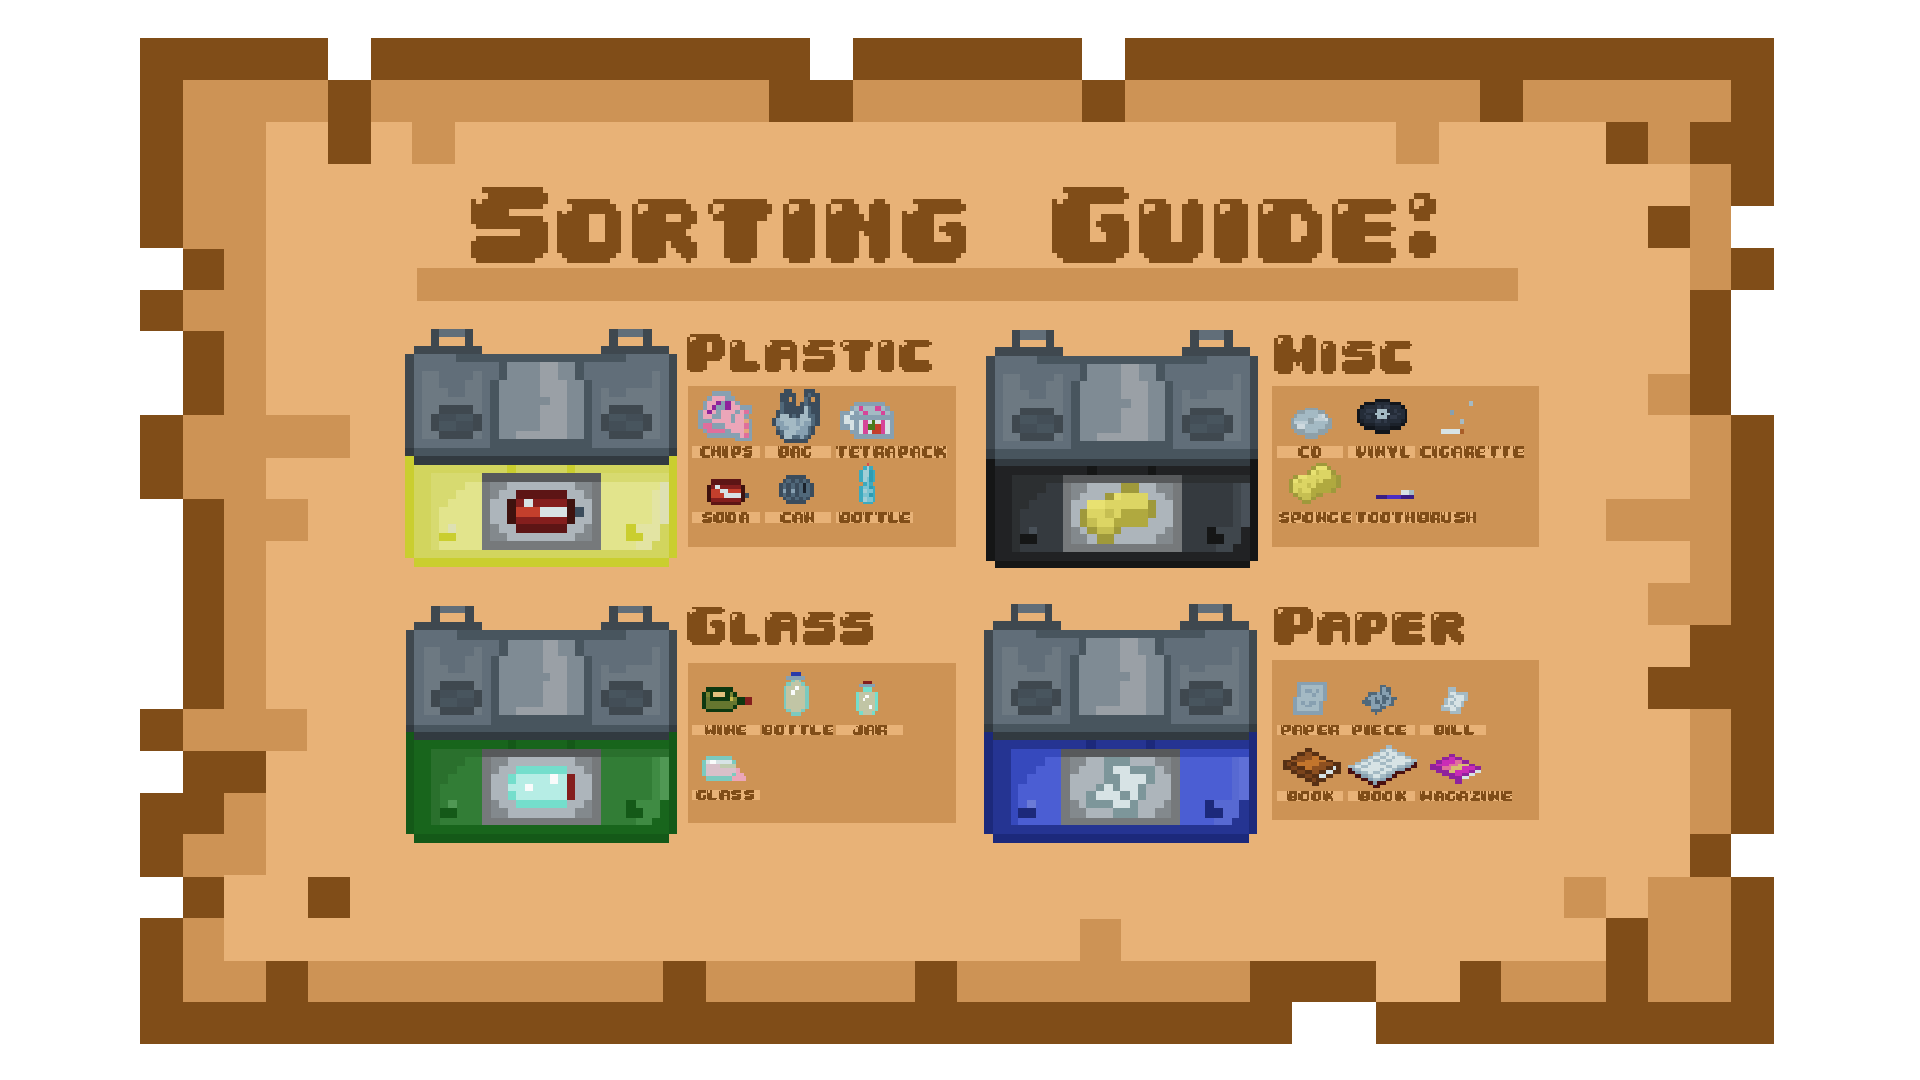 Sorting Guide:
Plastic
Chips Bag Tetrapack
Soda Can Bottle
Misc
CD Vinyl Cigarette
Sponge Toothbrush
Glass
Wine Bottle Jar
Glass
Paper
Paper Piece Bill
Book Book Magazine